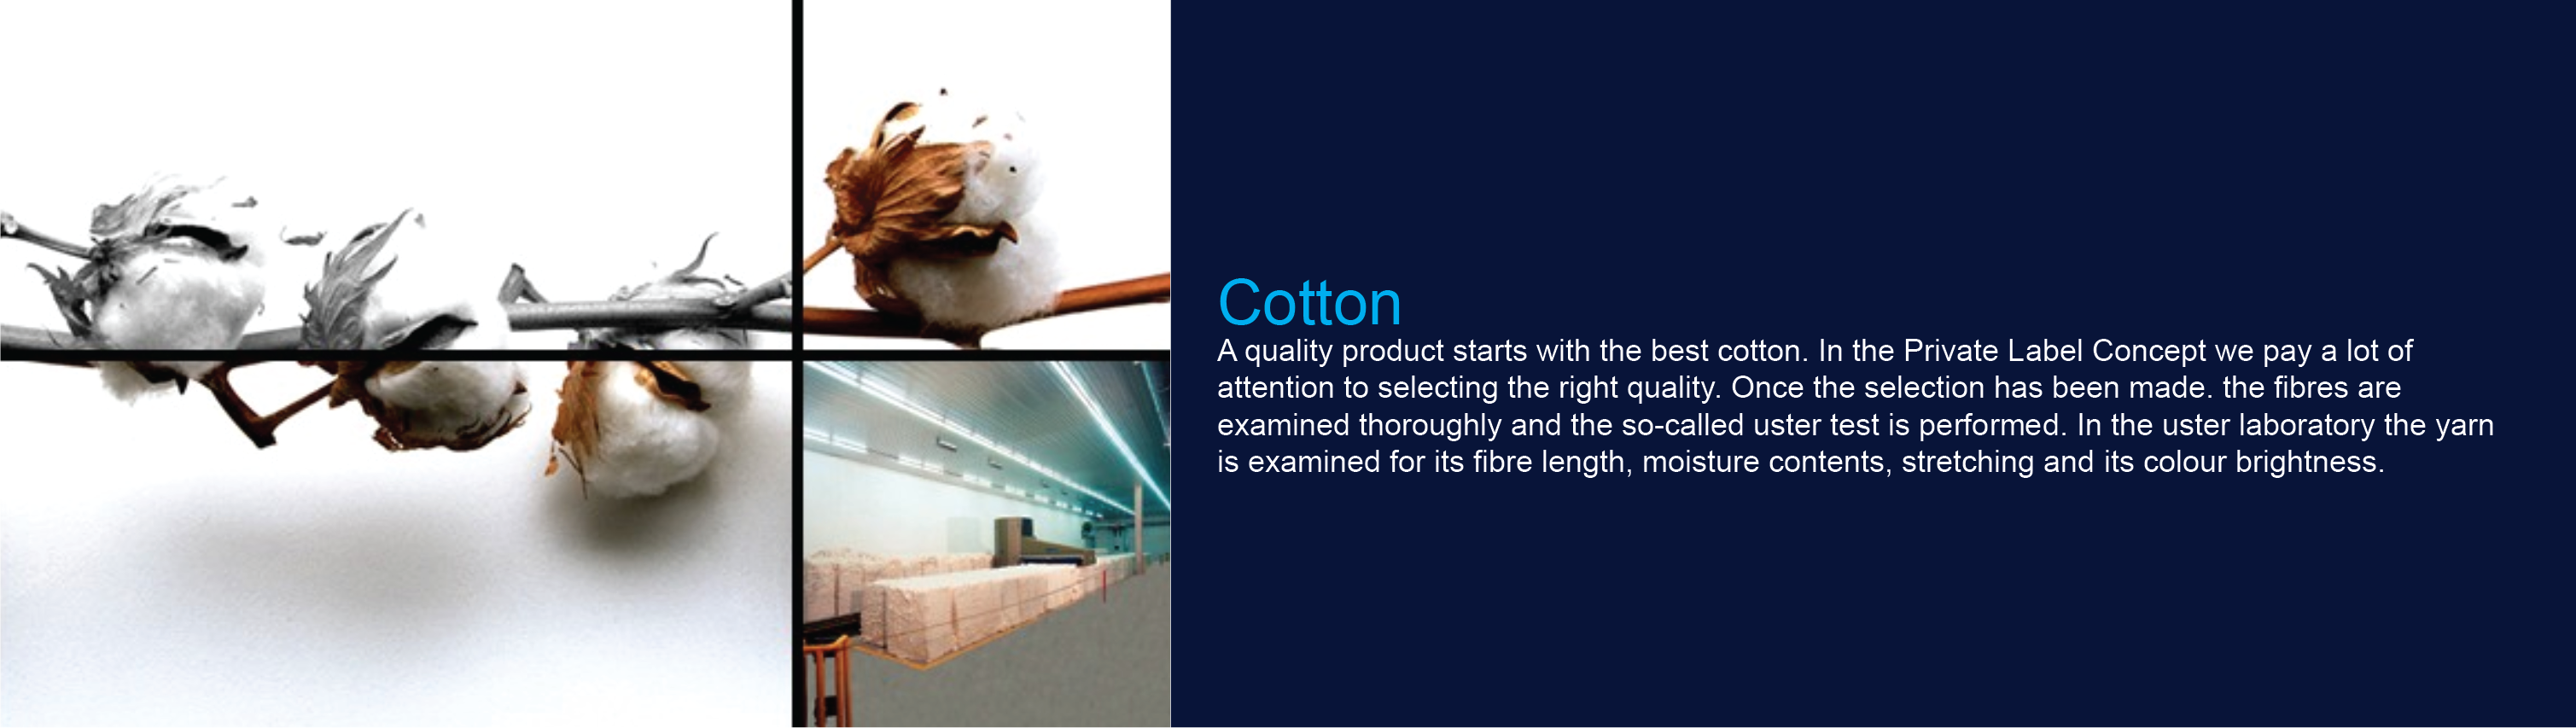 Cotton
A quality product starts with the best cotton. In the Private Label Concept we pay a lot of
attention to selecting the right quality. Once the selection has been made. the fibres are
examined thoroughly and the so-called uster test is performed. In the uster laboratory the yarn
is examined for its fibre length, moisture contents, stretching and its colour brightness.